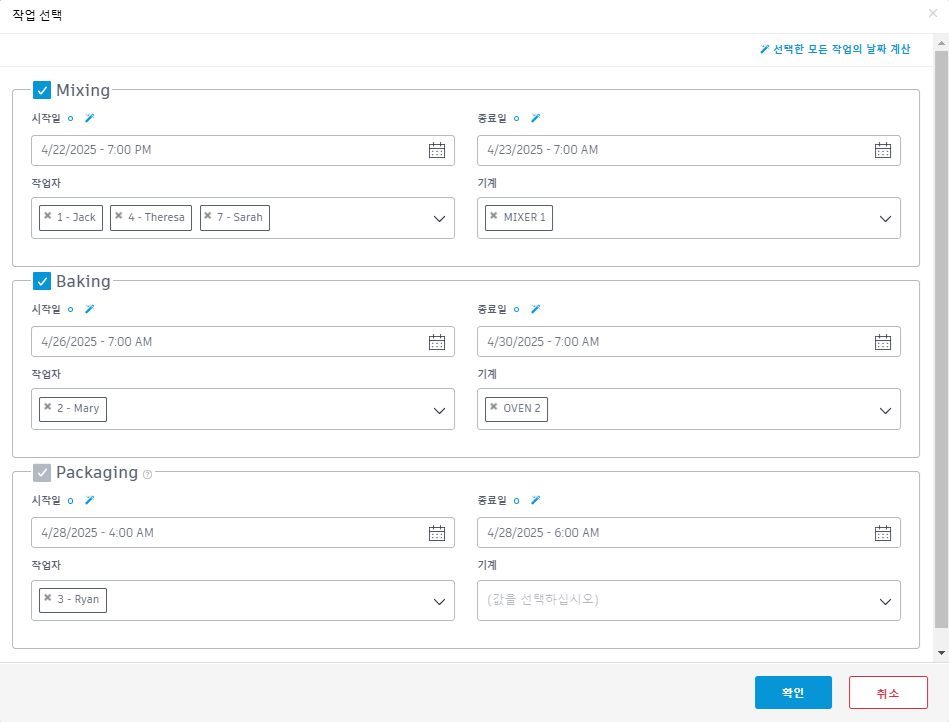 작업 선택
선택한 모든 작업의 날짜 계산
Mixing
시작일
종료일
4/22/2025 - 7:00 PM
4/23/2025 - 7:00 AM
작업자
기계
1 - Jack
4 - Theresa
7 - Sarah
MIXER 1
Baking
시작일
종료일
4/26/2025 - 7:00 AM
4/30/2025 - 7:00 AM
작업자
기계
2 - Mary
OVEN 2
Packaging
시작일
종료일
4/28/2025 - 4:00 AM
4/28/2025 - 6:00 AM
작업자
기계
3 - Ryan
(값을 선택하십시오)
확인
취소